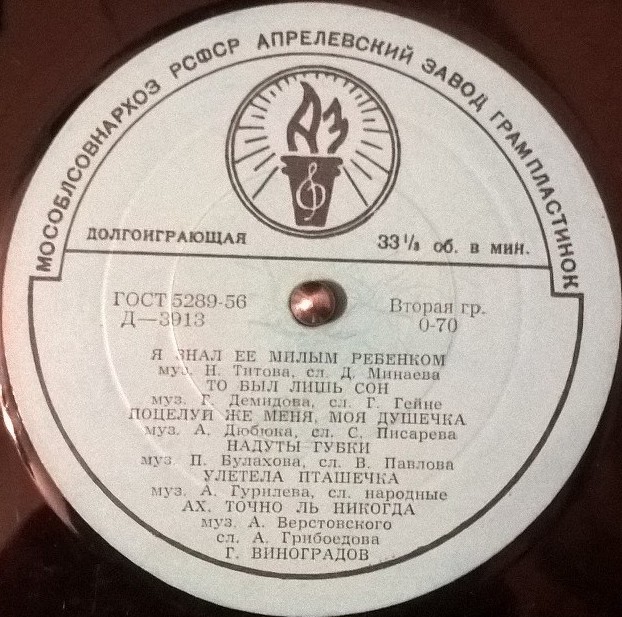 МОСОБЛСОВНАРХОЗ РСФСР АПРЕЛЕВСКИЙ ЗАВОД ГРАМПЛАСТИНОК
АЗ
ДОЛГОИГРАЮЩАЯ
33⅓ об. в мин.
ГОСТ 5289-56
Д—3913
Вторая гр.
0-70
Я ЗНАЛ ЕЕ МИЛЫМ РЕБЕНКОМ
муз. Н. Титова, сл. Д. Минаева
ТО БЫЛ ЛИШЬ СОН
муз. Г. Демидова, сл. Г. Гейне
ПОЦЕЛУЙ ЖЕ МЕНЯ, МОЯ ДУШЕЧКА
муз. А. Дюбюка, сл. С. Писарева
НАДУТЫ ГУБКИ
муз. П. Булахова, сл. В. Павлова
УЛЕТЕЛА ПТАШЕЧКА
муз. А. Гурилева, сл. народные
АХ, ТОЧНО ЛЬ НИКОГДА
муз. А. Верстовского
сл. А. Грибоедова
Г. ВИНОГРАДОВ